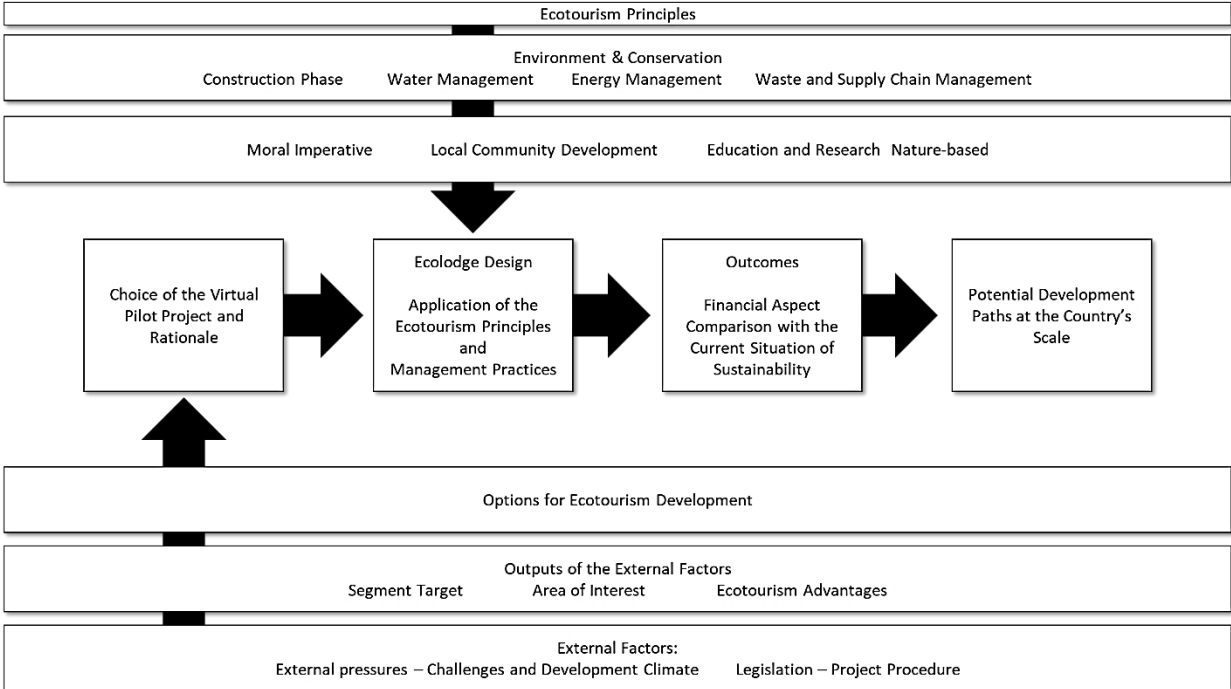 Ecotourism Principles
Environment & Conservation
Construction Phase Water Management Energy Management Waste and Supply Chain Management
Moral Imperative Local Community Development Education and Research Nature-based
Choice of the Virtual
Pilot Project and
Rationale
Ecolodge Design
Application of the
Ecotourism Principles
and
Management Practices
Outcomes
Financial Aspect
Comparison with the
Current Situation of
Sustainability
Potential Development
Paths at the Country’s
Scale
Options for Ecotourism Development
Outputs of the External Factors
Segment Target Area of Interest Ecotourism Advantages
External Factors:
External pressures – Challenges and Development Climate Legislation – Project Procedure